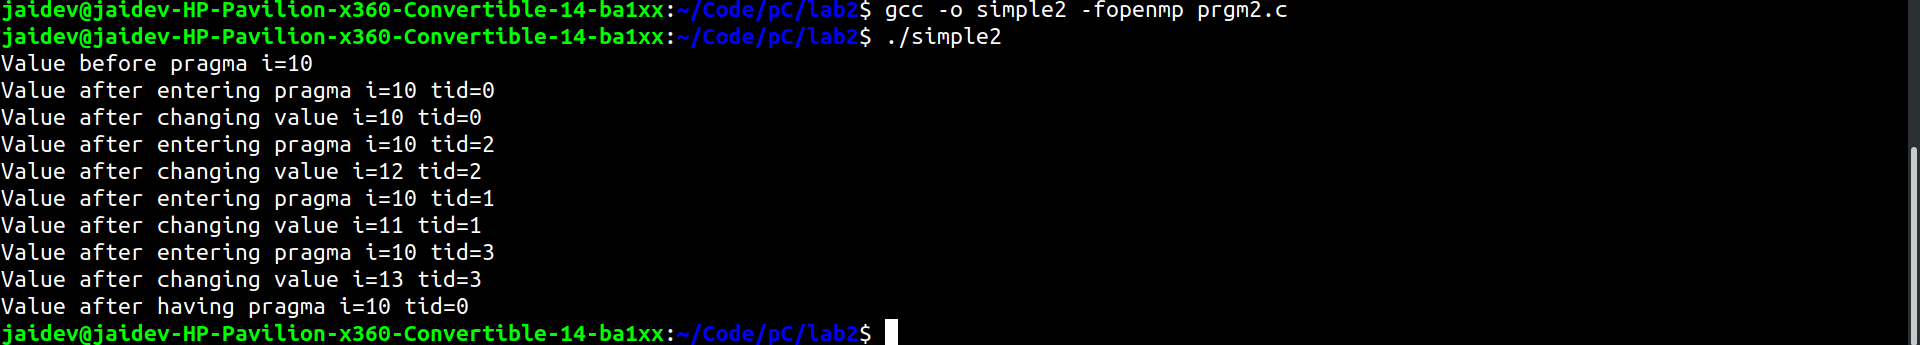 jaidev@jaidev-HP-Pavilion-x360-Convertible-14-ba1xx:~/Code/pC/lab2$ gcc -o simple2 -fopenmp prgm2.c
jaidev@jaidev-HP-Pavilion-x360-Convertible-14-ba1xx:~/Code/pC/lab2$ ./simple2
Value before pragma i=10
Value after entering pragma i=10 tid=0
Value after changing value i=10 tid=0
Value after entering pragma i=10 tid=2
Value after changing value i=12 tid=2
Value after entering pragma i=10 tid=1
Value after changing value i=11 tid=1
Value after entering pragma i=10 tid=3
Value after changing value i=13 tid=3
Value after having pragma i=10 tid=0
jaidev@jaidev-HP-Pavilion-x360-Convertible-14-ba1xx:~/Code/pC/lab2$